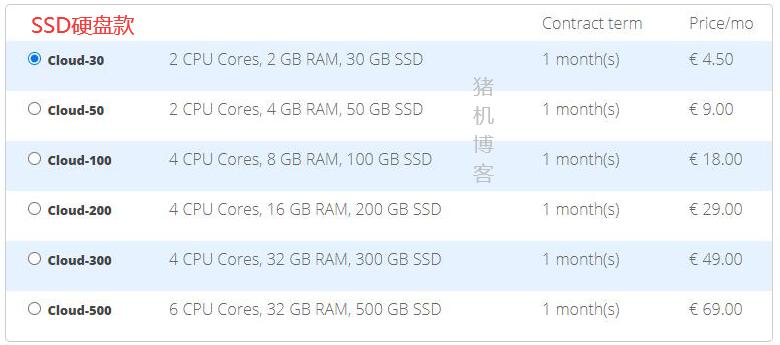 SSD硬盘款 Contract term Price/mo
Cloud-30 2 CPU Cores, 2 GB RAM, 30 GB SSD 1 month(s) € 4.50
Cloud-50 2 CPU Cores, 4 GB RAM, 50 GB SSD 1 month(s) € 9.00
Cloud-100 4 CPU Cores, 8 GB RAM, 100 GB SSD 1 month(s) € 18.00
Cloud-200 4 CPU Cores, 16 GB RAM, 200 GB SSD 1 month(s) € 29.00
Cloud-300 4 CPU Cores, 32 GB RAM, 300 GB SSD 1 month(s) € 49.00
Cloud-500 6 CPU Cores, 32 GB RAM, 500 GB SSD 1 month(s) € 69.00
猪机博客